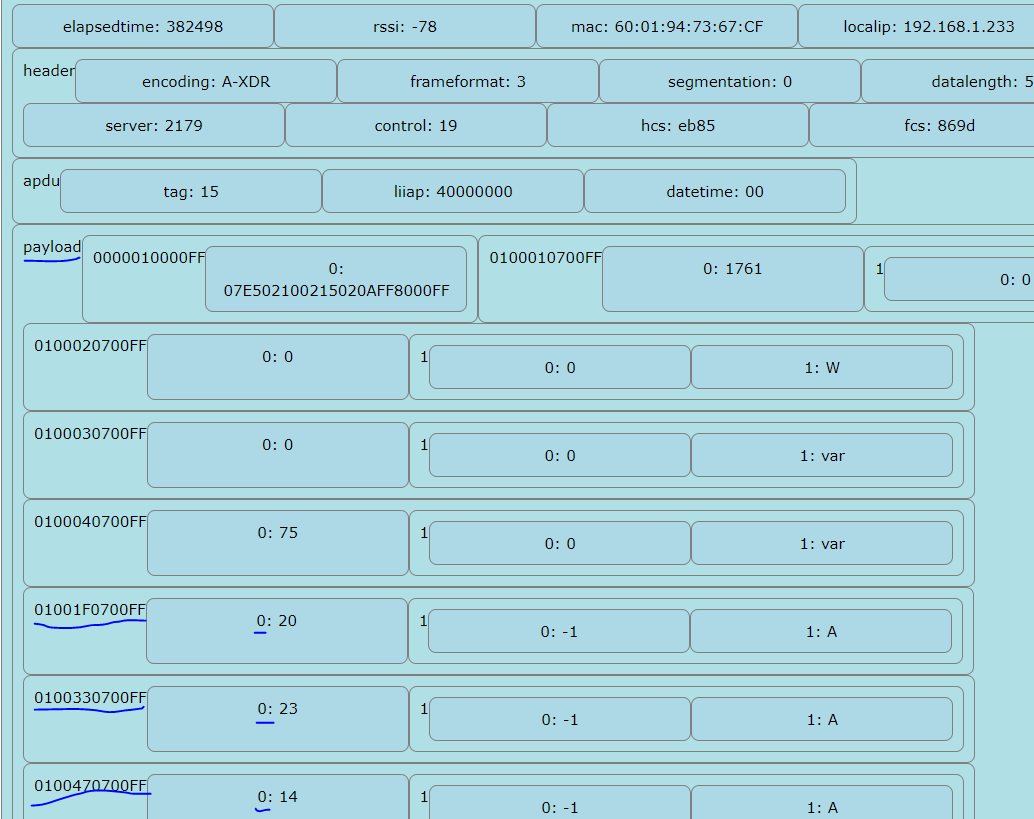 elapsedtime: 382498 rssi: -78 mac: 60:01:94:73:67:CF localip: 192.168.1.233
header encoding: A-XDR frameformat: 3 segmentation: 0 datalength: 5
server: 2179 control: 19 hcs: eb85 fcs: 869d
apdu tag: 15 liiap: 40000000 datetime: 00
payload 0000010000FF 0: 0100010700FF 0: 1761 1 0: 0
07E502100215020AFF8000FF
0100020700FF 0: 0 1 0: 0 1: W
0100030700FF 0: 0 1 0: 0 1: var
0100040700FF 0: 75 1 0: 0 1: var
01001F0700FF 0: 20 1 0: -1 1: A
0100330700FF 0: 23 1 0: -1 1: A
0100470700FF 0: 14 1 0: -1 1: A